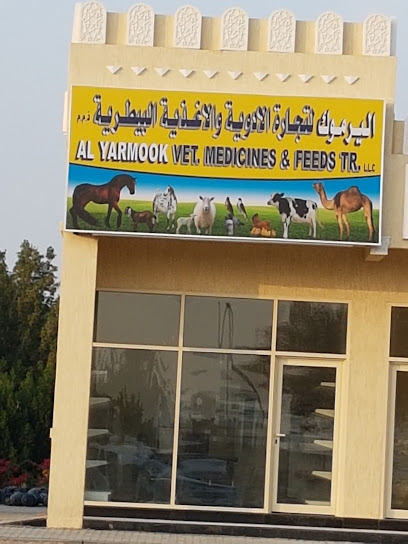 اليرموك لتجارة الادوية والاغذية البيطرية ذ.م.م
AL YARMOOK VET. MEDICINES & FEEDS TR. LLC